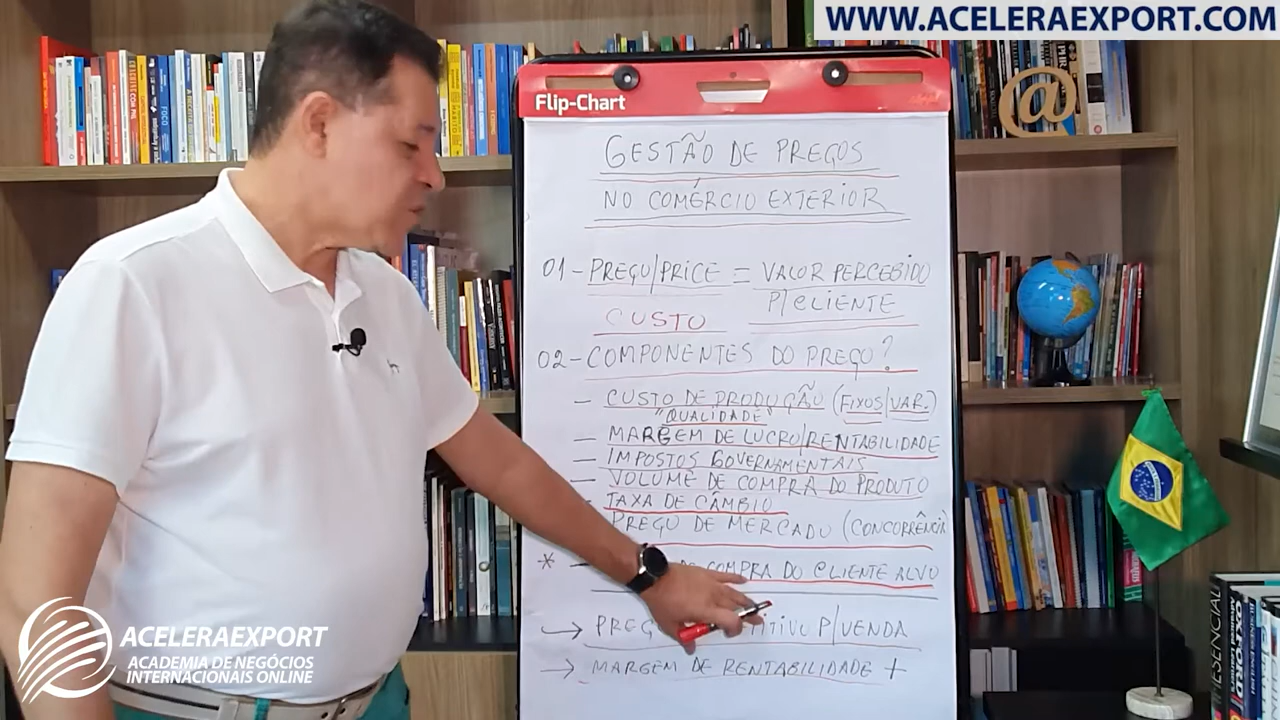 WWW.ACELERAEXPORT.COM
Flip-Chart
GESTÃO DE PREÇOS
NO COMÉRCIO EXTERIOR
01 - PREÇO/PRICE = VALOR PERCEBIDO
P/CLIENTE
CUSTO
02 - COMPONENTES DO PREÇO?
- CUSTO DE PRODUÇÃO (FIXOS/VAR.)
"QUALIDADE"
- MARGEM DE LUCRO/RENTABILIDADE
- IMPOSTOS GOVERNAMENTAIS
- VOLUME DE COMPRA DO PRODUTO
- TAXA DE CÂMBIO
PREÇO DE MERCADO (CONCORRÊNCIA)
* - COMPRA DO CLIENTE ALVO
→ P/VENDA
→ MARGEM DE RENTABILIDADE +
FOCO
OXFORD
ACELERAEXPORT
ACADEMIA DE NEGÓCIOS
INTERNACIONAIS ONLINE